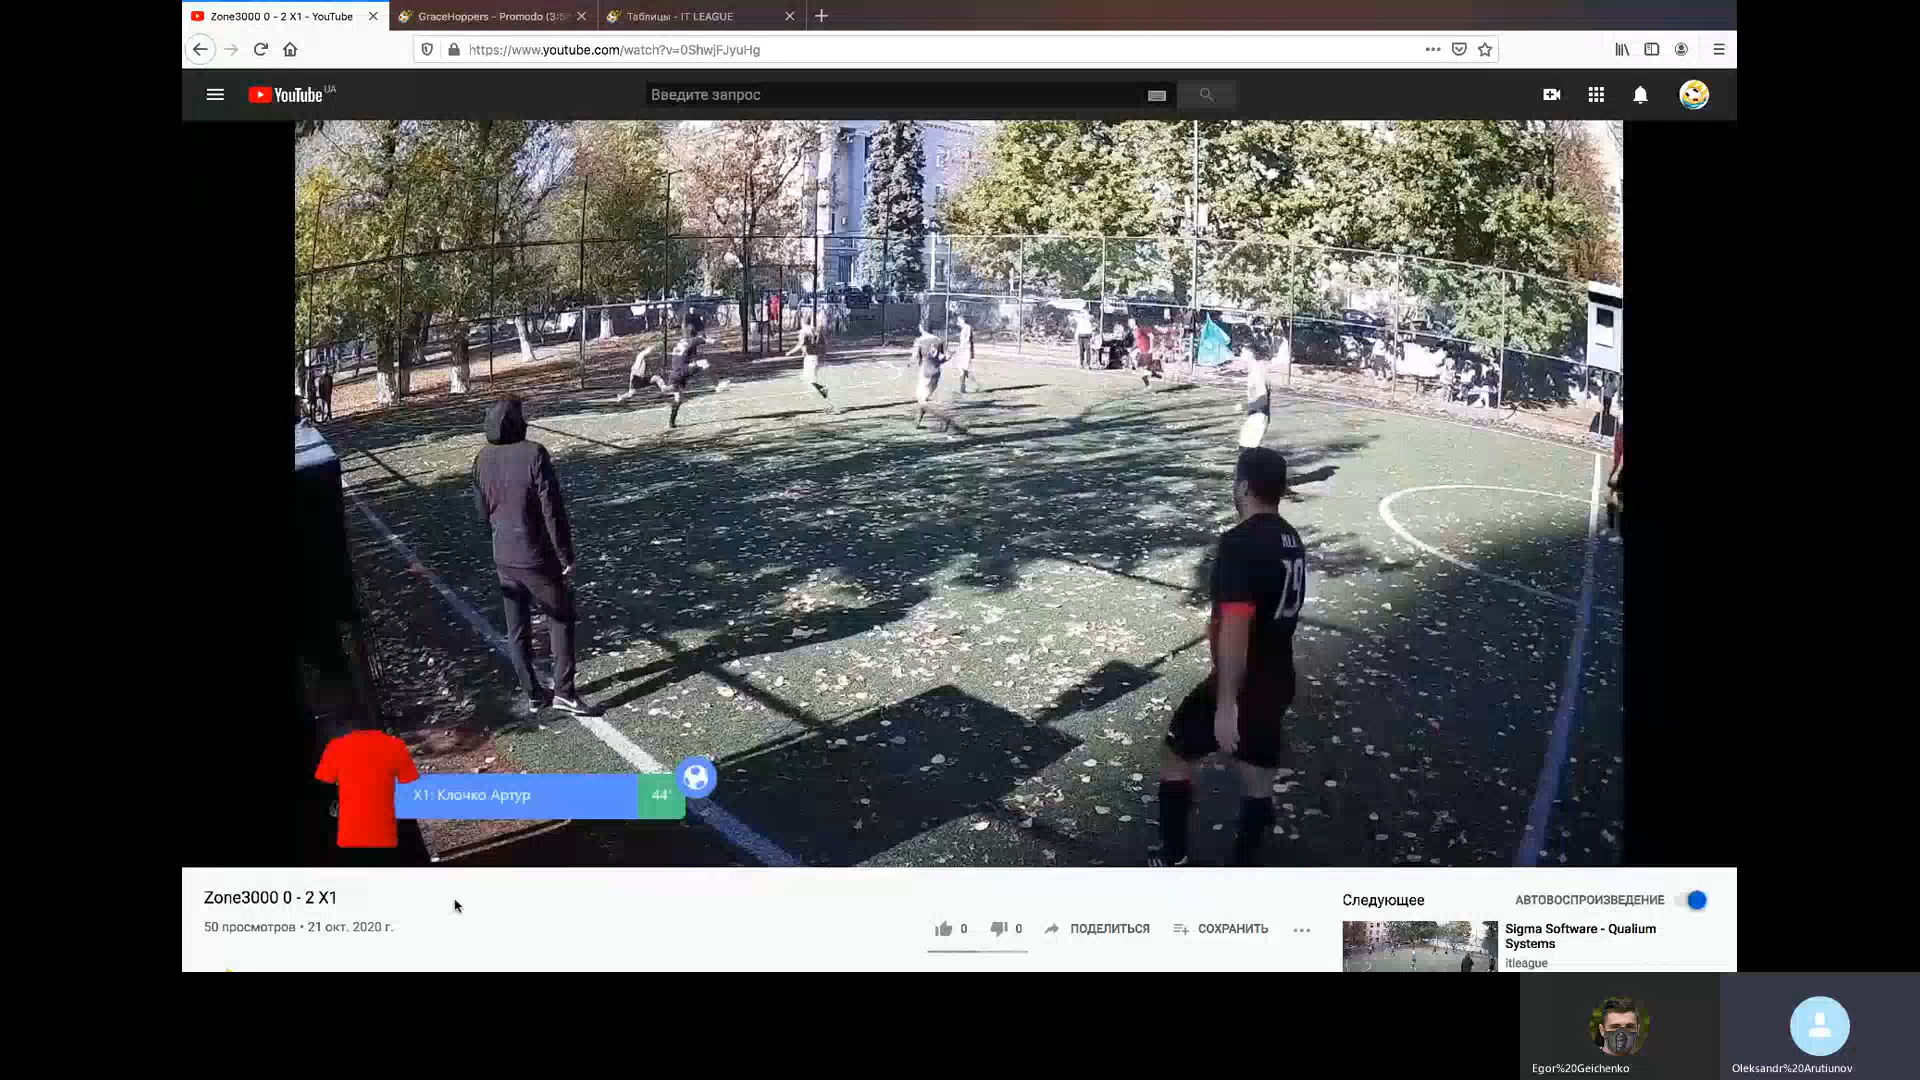 Zone3000 0 - 2 X1 - YouTube
GraceHoppers - Promodo (3:5
Таблицы - IT LEAGUE
https://www.youtube.com/watch?v=0ShwjFJyuHg
YouTube UA
Введите запрос
19
X1: Клочко Артур 44'
Zone3000 0 - 2 X1
50 просмотров • 21 окт. 2020 г.
0
0
ПОДЕЛИТЬСЯ
СОХРАНИТЬ
Следующее
АВТОВОСПРОИЗВЕДЕНИЕ
Sigma Software - Qualium
Systems
itleague
Egor%20Geichenko
Oleksandr%20Arutiunov